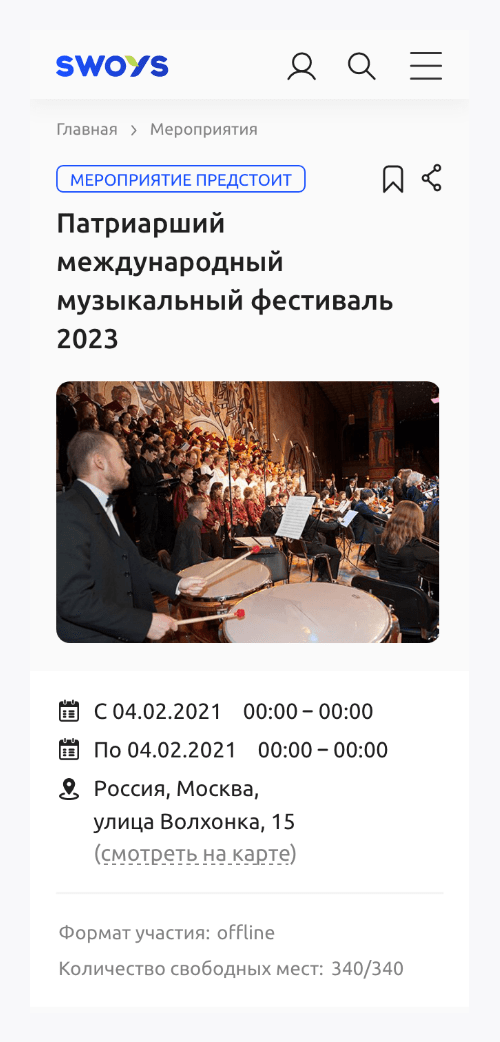 SWOYS
Главная > Мероприятия
МЕРОПРИЯТИЕ ПРЕДСТОИТ
Патриарший
международный
музыкальный фестиваль
2023
С 04.02.2021 00:00 – 00:00
По 04.02.2021 00:00 – 00:00
Россия, Москва,
улица Волхонка, 15
(смотреть на карте)
Формат участия: offline
Количество свободных мест: 340/340